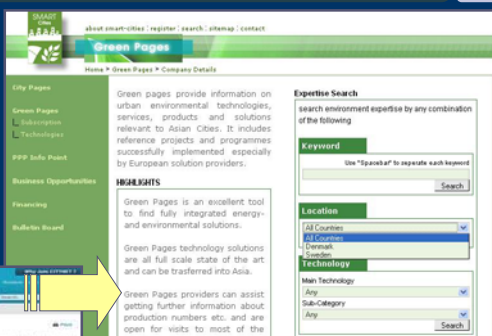 SMART
Cities
about smart-cities | register | search | sitemap | contact
Green Pages
Home > Green Pages > Company Details
City Pages
Green Pages
Subscription
Technologies
PPP Info Point
Business Opportunities
Financing
Bulletin Board
Green pages provide information on
urban environmental technologies,
services, products and solutions
relevant to Asian Cities. It includes
reference projects and programmes
successfully implemented especially
by European solution providers.
HIGHLIGHTS
Green Pages is an excellent tool
to find fully integrated energy-
and environmental solutions.
Green Pages technology solutions
are all full scale state of the art
and can be trasferred into Asia.
Green Pages providers can assist
getting further information about
production numbers etc. and are
open for visits to most of the
Expertise Search
search environment expertise by any combination
of the following
Keyword
Use "Spacebar" to seperate each keyword
Search
Location
All Countries
All Countries
Denmark
Sweden
Technology
Main Technology
Any
Sub-Category
Any
Search